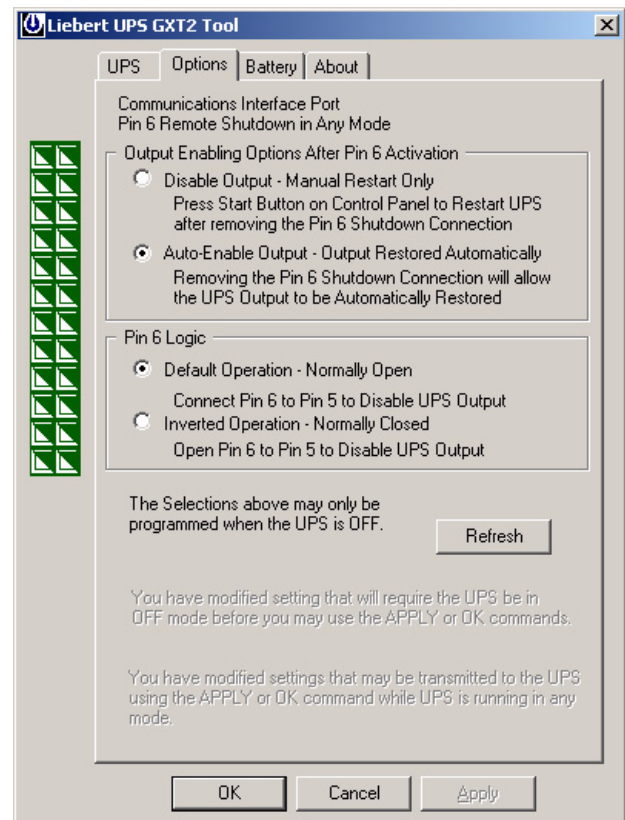 Liebert UPS GXT2 Tool
UPS Options Battery About
Communications Interface Port
Pin 6 Remote Shutdown in Any Mode
Output Enabling Options After Pin 6 Activation
Disable Output - Manual Restart Only
Press Start Button on Control Panel to Restart UPS
after removing the Pin 6 Shutdown Connection
Auto-Enable Output - Output Restored Automatically
Removing the Pin 6 Shutdown Connection will allow
the UPS Output to be Automatically Restored
Pin 6 Logic
Default Operation - Normally Open
Connect Pin 6 to Pin 5 to Disable UPS Output
Inverted Operation - Normally Closed
Open Pin 6 to Pin 5 to Disable UPS Output
The Selections above may only be
programmed when the UPS is OFF.
Refresh
You have modified setting that will require the UPS be in
OFF mode before you may use the APPLY or OK commands.
You have modified settings that may be transmitted to the UPS
using the APPLY or OK command while UPS is running in any
mode.
OK Cancel Apply